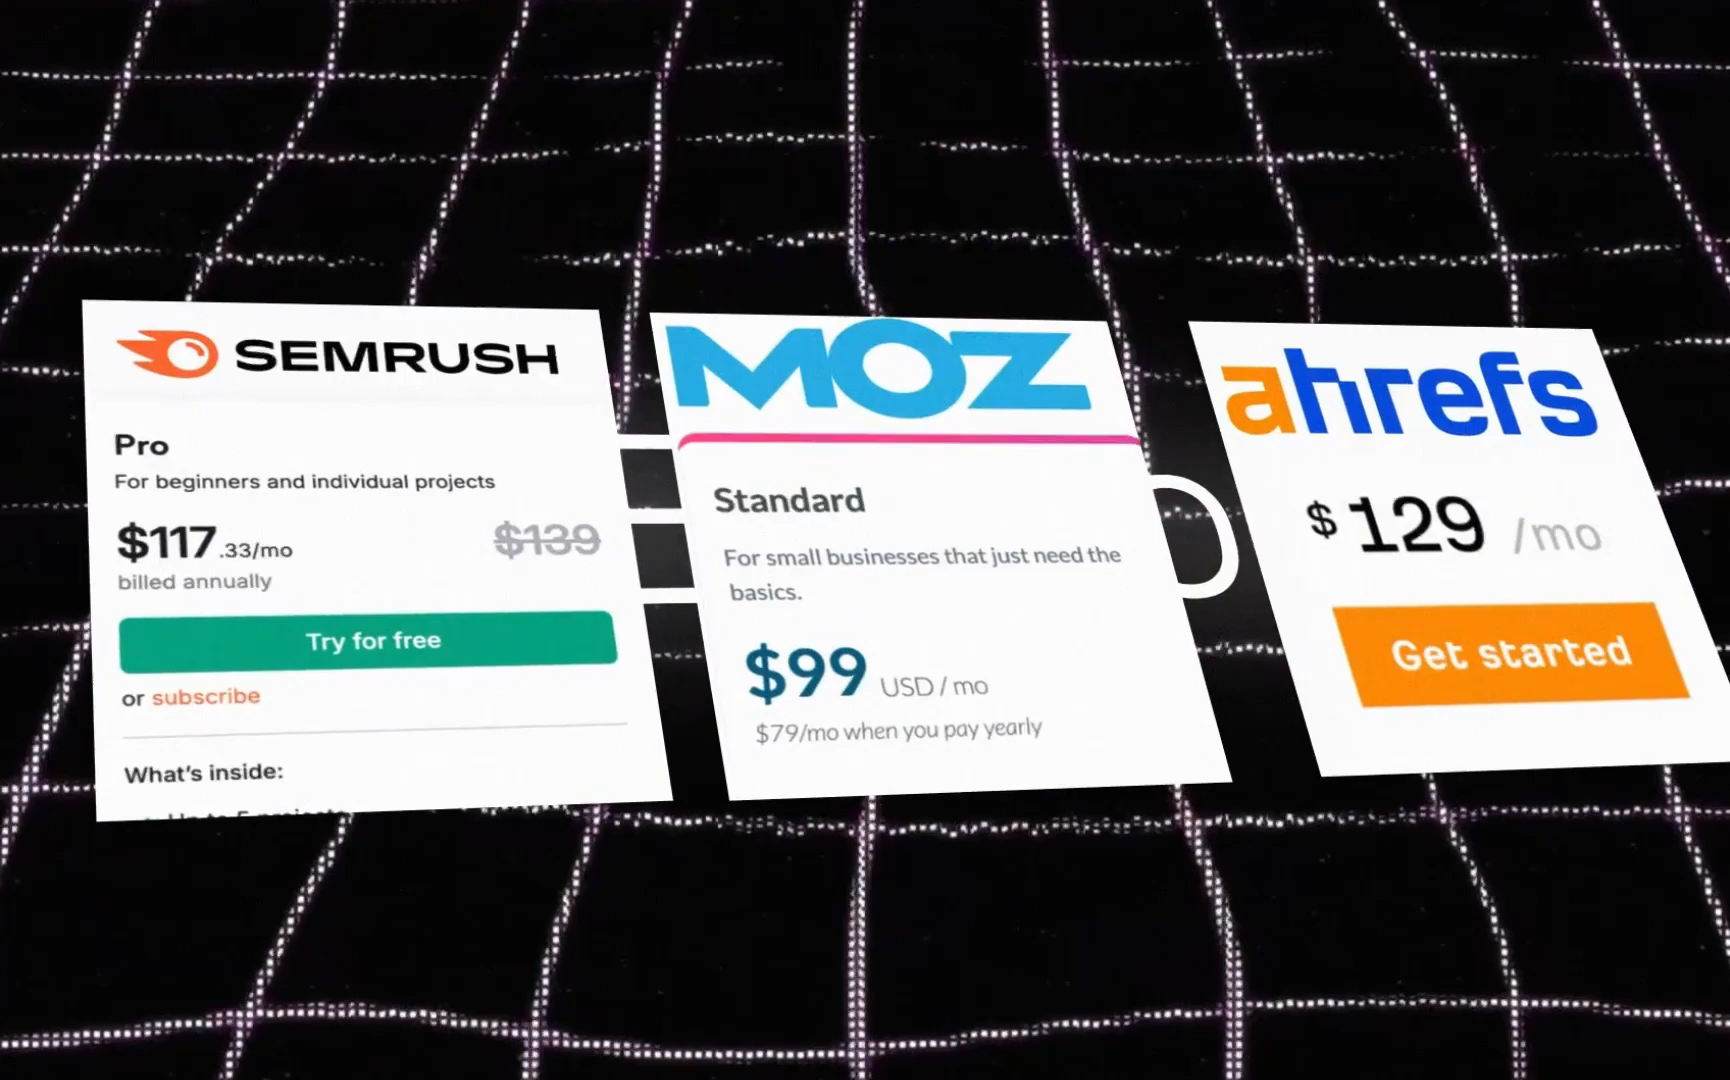 SEMRUSH
Pro
For beginners and individual projects
$117.33/mo $139
billed annually
Try for free
or subscribe
What's inside:
MOZ
Standard
For small businesses that just need the
basics.
$99 USD / mo
$79/mo when you pay yearly
ahrefs
$129 /mo
Get started